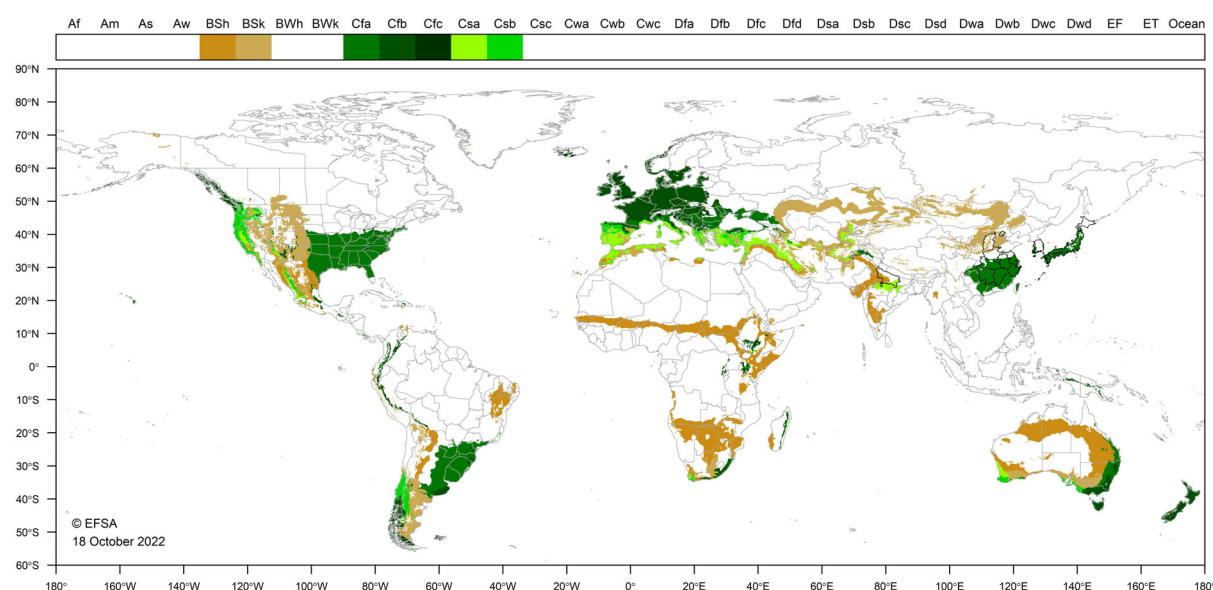 Af Am As Aw BSh BSk BWh BWk Cfa Cfb Cfc Csa Csb Csc Cwa Cwb Cwc Dfa Dfb Dfc Dfd Dsa Dsb Dsc Dsd Dwa Dwb Dwc Dwd EF ET Ocean
90°N
80°N
70°N
60°N
50°N
40°N
30°N
20°N
10°N
0°
10°S
20°S
30°S
40°S
50°S
60°S
© EFSA
18 October 2022
180° 160°W 140°W 120°W 100°W 80°W 60°W 40°W 20°W 0° 20°E 40°E 60°E 80°E 100°E 120°E 140°E 160°E 180°